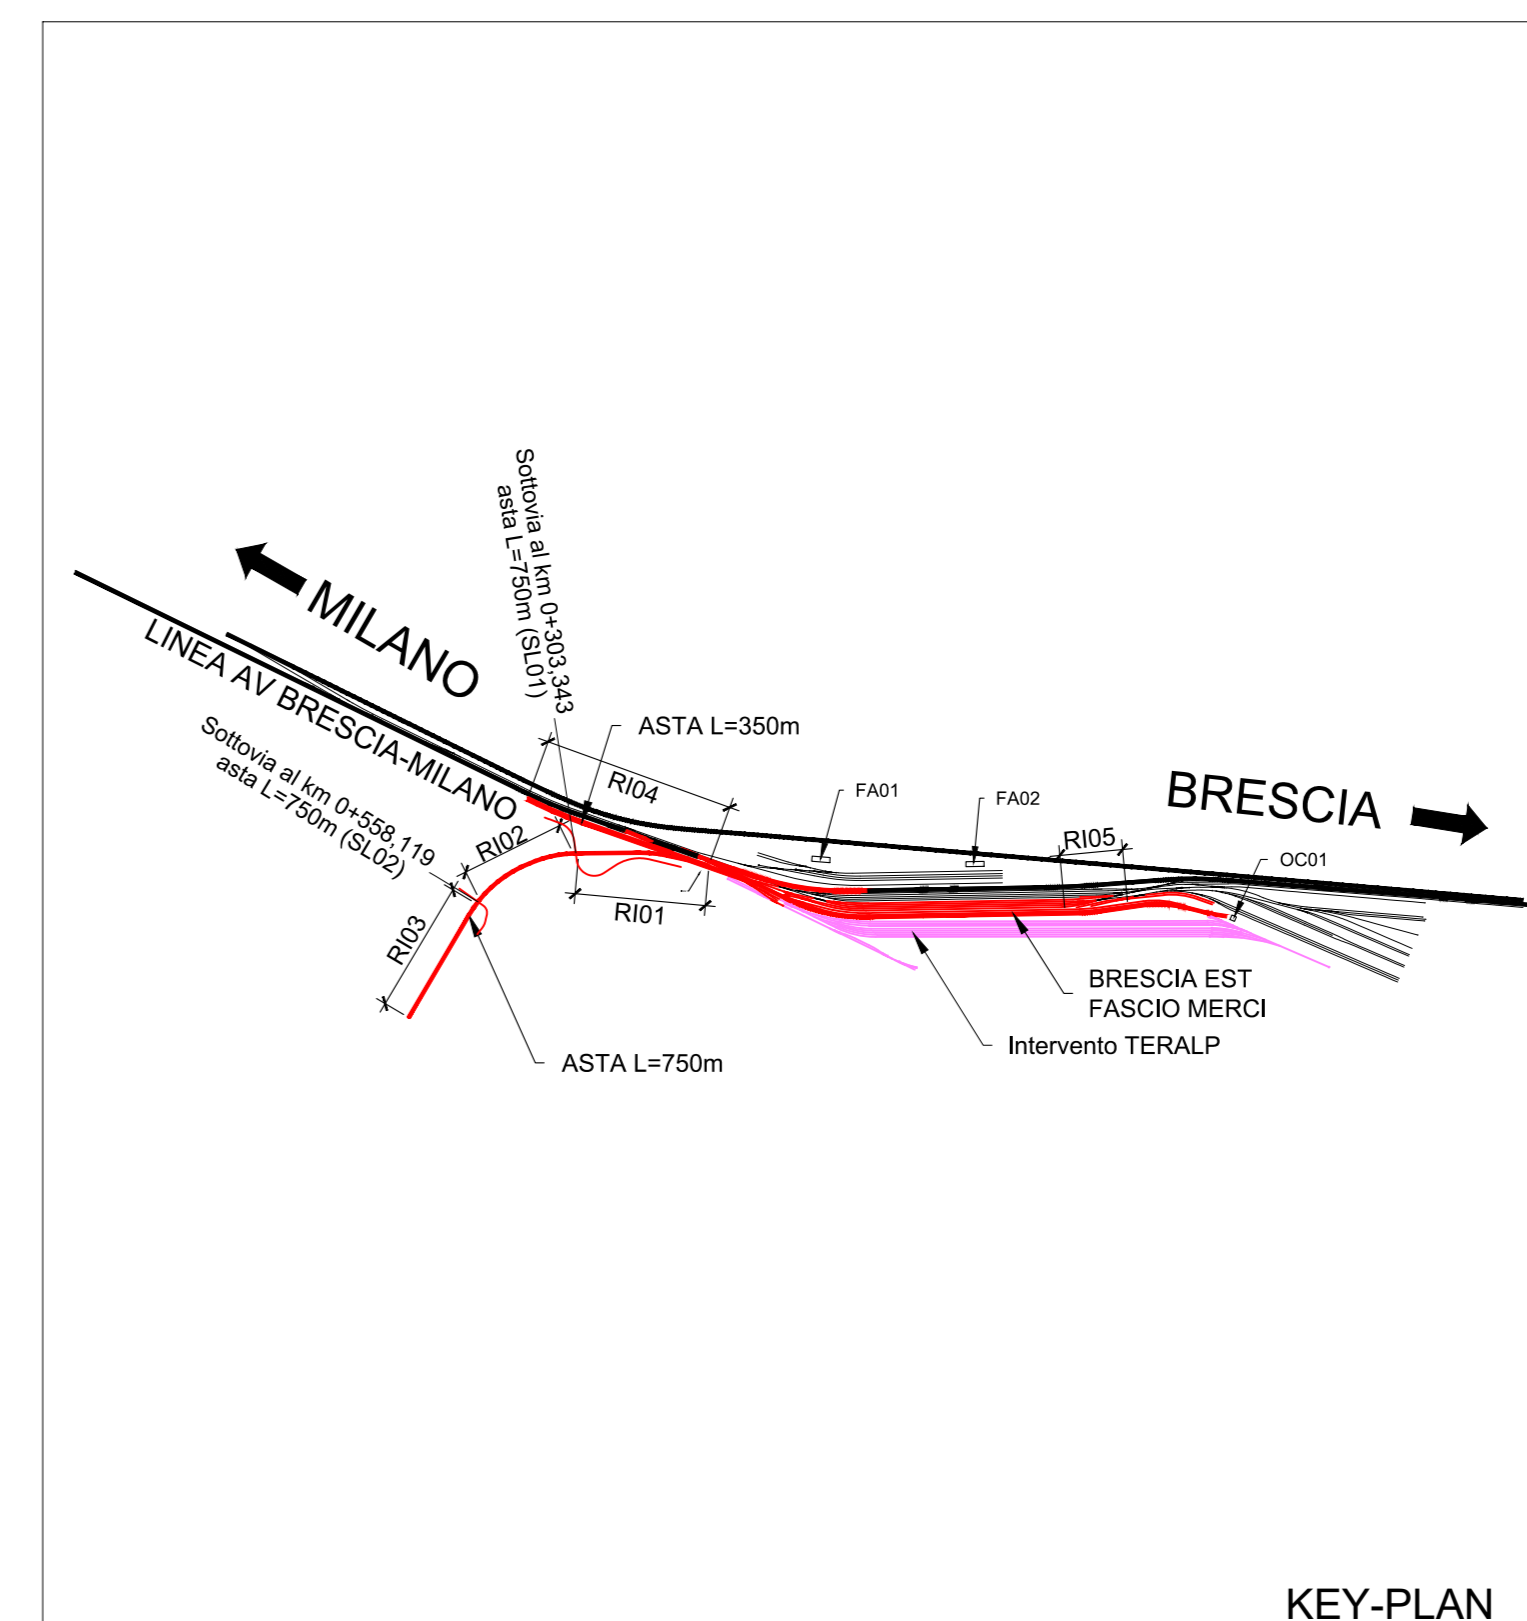 Sottovia al km 0+303,343
asta L=750m (SL01)
MILANO
LINEA AV BRESCIA-MILANO
Sottovia al km 0+558,119
asta L=750m (SL02)
ASTA L=350m
RI04
RI02
RI01
RI03
FA01
FA02
BRESCIA
RI05
OC01
BRESCIA EST
FASCIO MERCI
Intervento TERALP
ASTA L=750m
KEY-PLAN